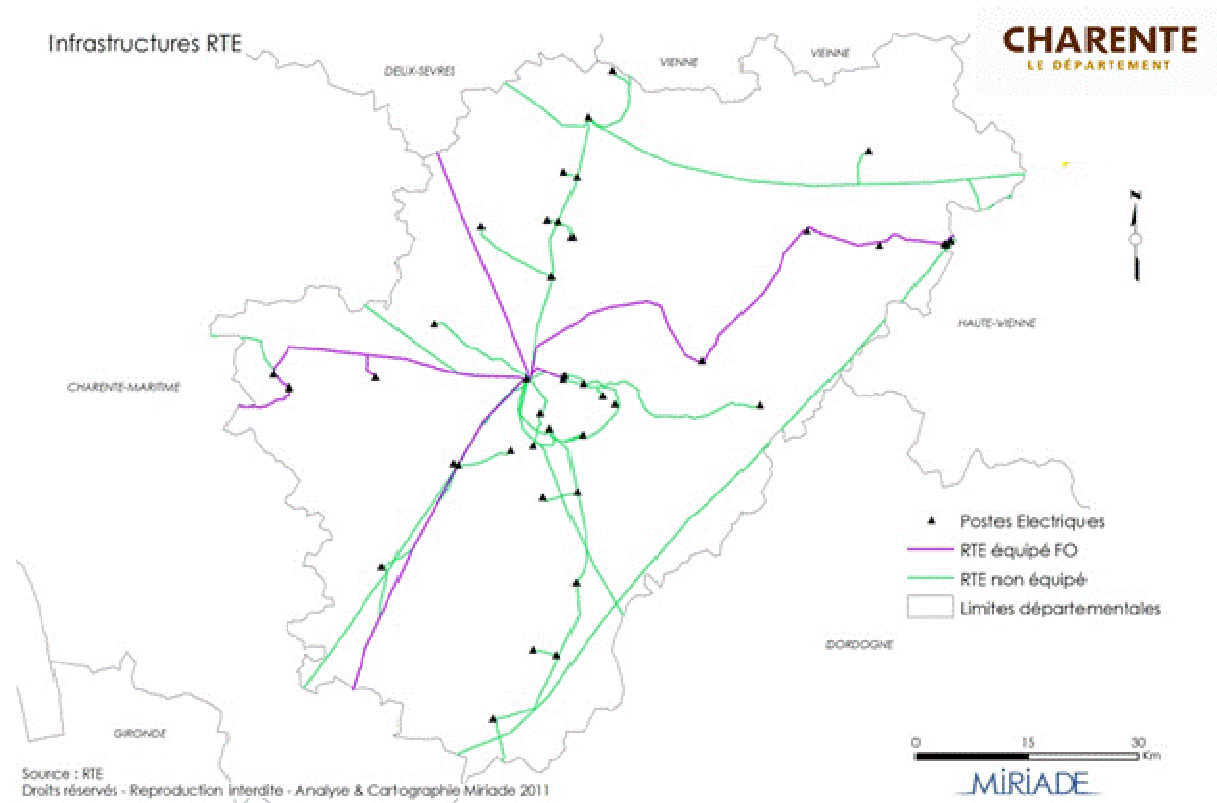 Infrastructures RTE
CHARENTE
LE DÉPARTEMENT
DEUX-SEVRES
VIENNE
VIEINNE
N
HAUTE-VIENNE
CHARENTE-MARITIME
Postes Electriques
RTE équipé FO
RTE non équipé
Limites départementales
DORDOGNE
GIRONDE
0 15 30
Km
Source : RTE
Droits réservés - Reproduction interdite - Analyse & Cartographie Miriade 2011
MIRIADE